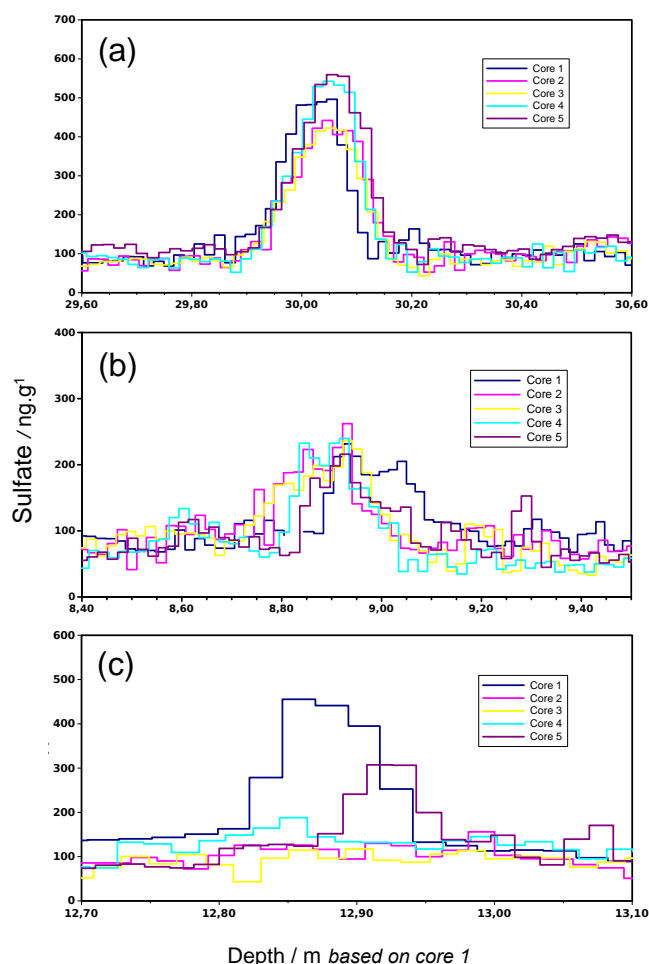 (a)
700
600
500
400
300
200
100
0
Core 1
Core 2
Core 3
Core 4
Core 5
29,60 29,80 30,00 30,20 30,40 30,60
(b)
400
300
200
100
0
Core 1
Core 2
Core 3
Core 4
Core 5
8,40 8,60 8,80 9,00 9,20 9,40
Sulfate / ng.g¹
(c)
600
500
400
300
200
100
0
Core 1
Core 2
Core 3
Core 4
Core 5
12,70 12,80 12,90 13,00 13,10
Depth / m based on core 1